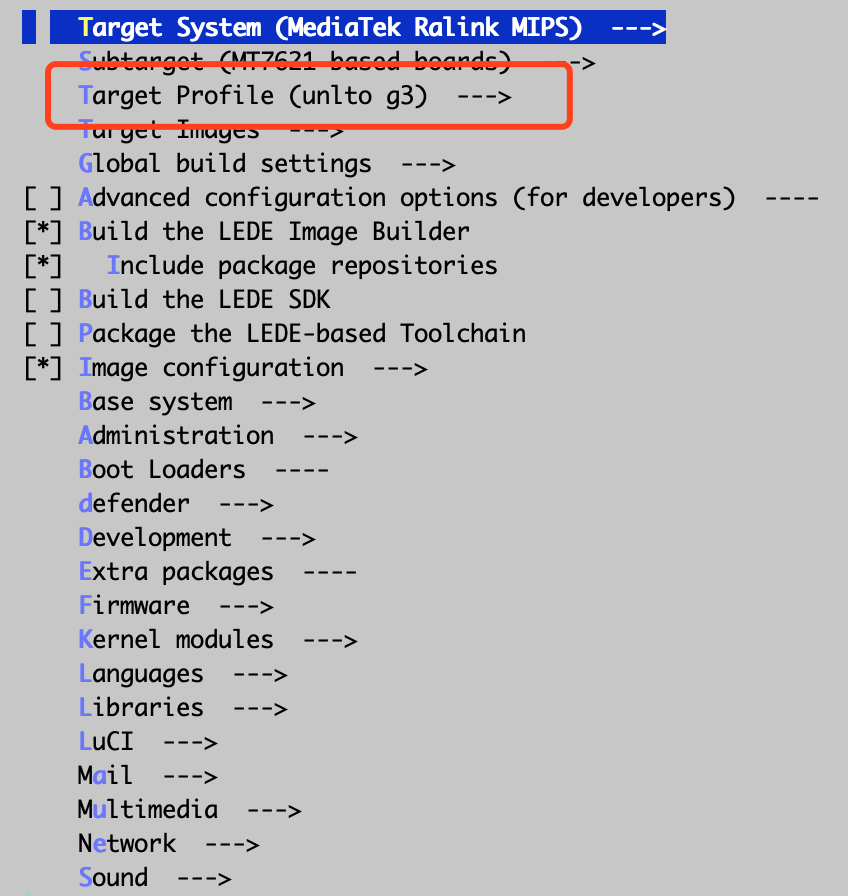 Target System (MediaTek Ralink MIPS)  --->
Subtarget (MT7621 based boards)  --->
Target Profile (unlto g3)  --->
Target Images  --->
Global build settings  --->
[ ] Advanced configuration options (for developers)  ----
[*] Build the LEDE Image Builder
[*]   Include package repositories
[ ] Build the LEDE SDK
[ ] Package the LEDE-based Toolchain
[*] Image configuration  --->
Base system  --->
Administration  --->
Boot Loaders  ----
defender  --->
Development  --->
Extra packages  ----
Firmware  --->
Kernel modules  --->
Languages  --->
Libraries  --->
LuCI  --->
Mail  --->
Multimedia  --->
Network  --->
Sound  --->